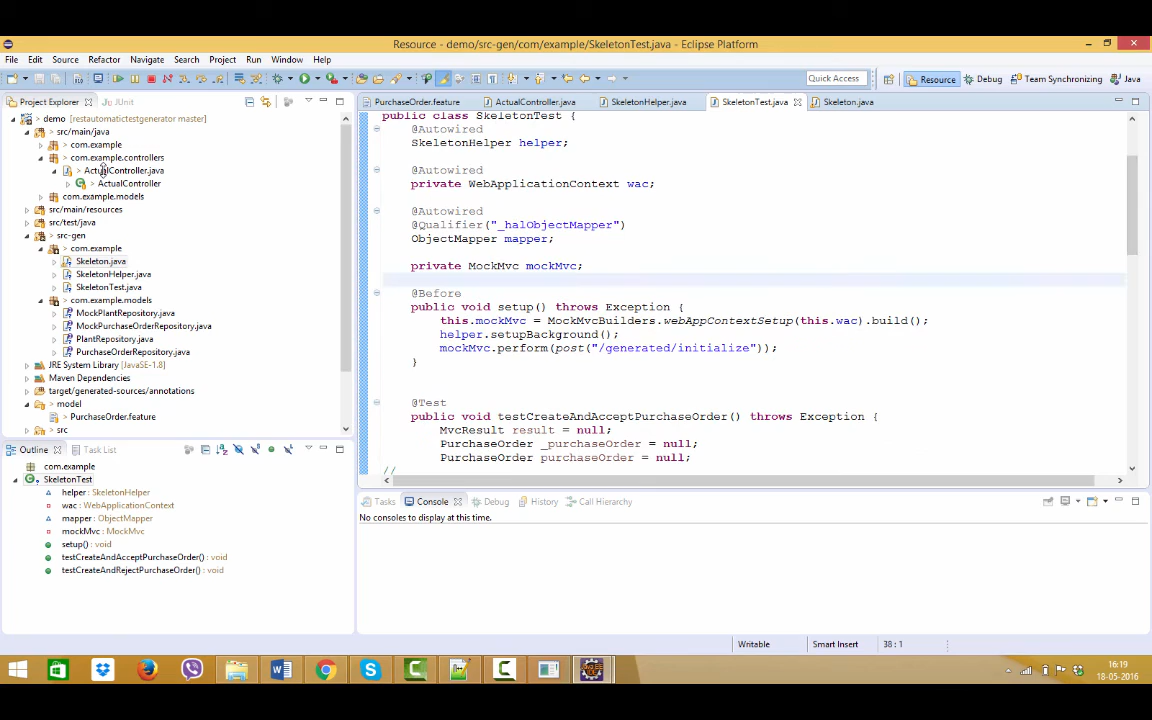 Resource - demo/src-gen/com/example/SkeletonTest.java - Eclipse Platform
File Edit Source Refactor Navigate Search Project Run Window Help
Quick Access Resource Debug Team Synchronizing Java
Project Explorer JUnit
PurchaseOrder.feature ActualController.java SkeletonHelper.java SkeletonTest.java Skeleton.java
> demo [restautomatictestgenerator master]
> src/main/java
> com.example
> com.example.controllers
> ActualController.java
> ActualController
> com.example.models
src/main/resources
> src/test/java
> src-gen
> com.example
> Skeleton.java
> SkeletonHelper.java
> SkeletonTest.java
> com.example.models
> MockPlantRepository.java
> MockPurchaseOrderRepository.java
> PlantRepository.java
> PurchaseOrderRepository.java
JRE System Library [JavaSE-1.8]
Maven Dependencies
target/generated-sources/annotations
> model
> PurchaseOrder.feature
> src
public class SkeletonTest {
@Autowired
SkeletonHelper helper;
@Autowired
private WebApplicationContext wac;
@Autowired
@Qualifier("_halObjectMapper")
ObjectMapper mapper;
private MockMvc mockMvc;
@Before
public void setup() throws Exception {
this.mockMvc = MockMvcBuilders.webAppContextSetup(this.wac).build();
helper.setupBackground();
mockMvc.perform(post("/generated/initialize"));
}
@Test
public void testCreateAndAcceptPurchaseOrder() throws Exception {
MvcResult result = null;
PurchaseOrder _purchaseOrder = null;
PurchaseOrder purchaseOrder = null;
//
Outline Task List
com.example
SkeletonTest
helper : SkeletonHelper
wac : WebApplicationContext
mapper : ObjectMapper
mockMvc : MockMvc
setup() : void
testCreateAndAcceptPurchaseOrder() : void
testCreateAndRejectPurchaseOrder() : void
Tasks Console Debug History Call Hierarchy
No consoles to display at this time.
Writable Smart Insert 38 : 1
16:19
18-05-2016